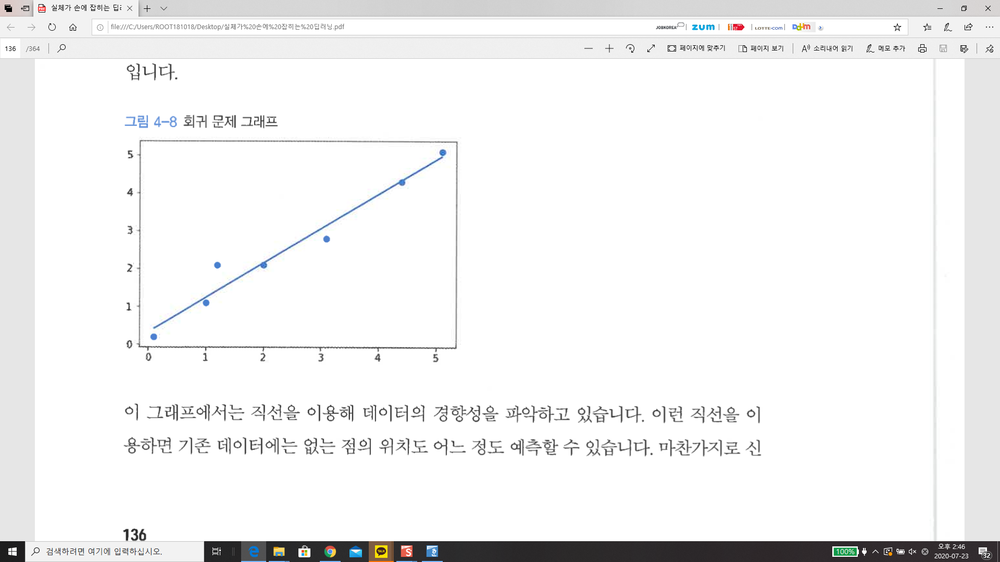 실체가 손에 잡히는 딥러
file:///C:/Users/ROOT181018/Desktop/실체가%20손에%20잡히는%20딥러닝.pdf
JOBKOREA
zum
11ST
LOTTE.COM
136 /364
페이지에 맞추기
페이지 보기
소리내어 읽기
메모 추가
입니다.
그림 4-8 회귀 문제 그래프
5
4
3
2
1
0
0 1 2 3 4 5
이 그래프에서는 직선을 이용해 데이터의 경향성을 파악하고 있습니다. 이런 직선을 이
용하면 기존 데이터에는 없는 점의 위치도 어느 정도 예측할 수 있습니다. 마찬가지로 신
136
검색하려면 여기에 입력하십시오.
TALK
100%
오후 2:46
2020-07-23
32